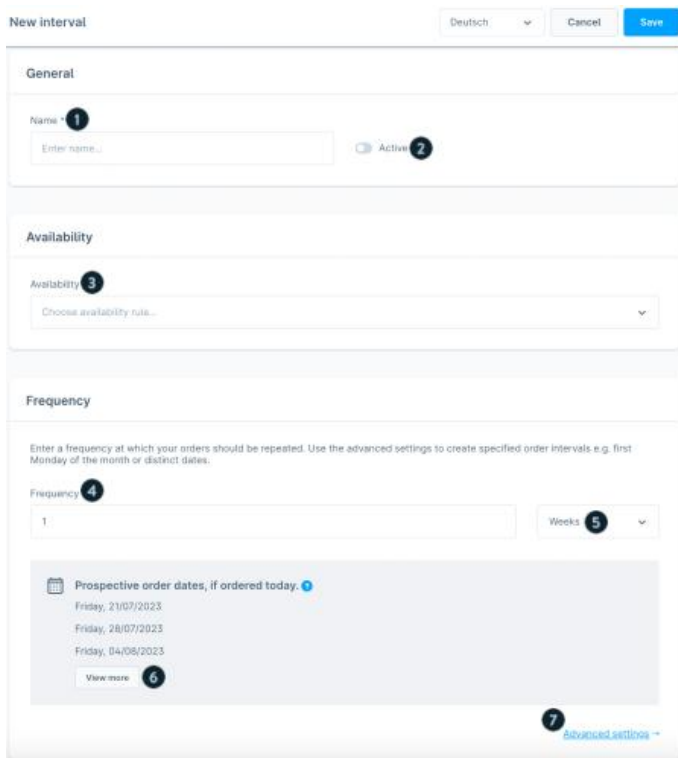 New interval
Deutsch
Cancel
Save
General
Name * 1
Enter name...
Active 2
Availability
Availability 3
Choose availability rule...
Frequency
Enter a frequency at which your orders should be repeated. Use the advanced settings to create specified order intervals e.g. first
Monday of the month or distinct dates.
Frequency 4
1
Weeks 5
Prospective order dates, if ordered today. ?
Friday, 21/07/2023
Friday, 28/07/2023
Friday, 04/08/2023
View more 6
7
Advanced settings →